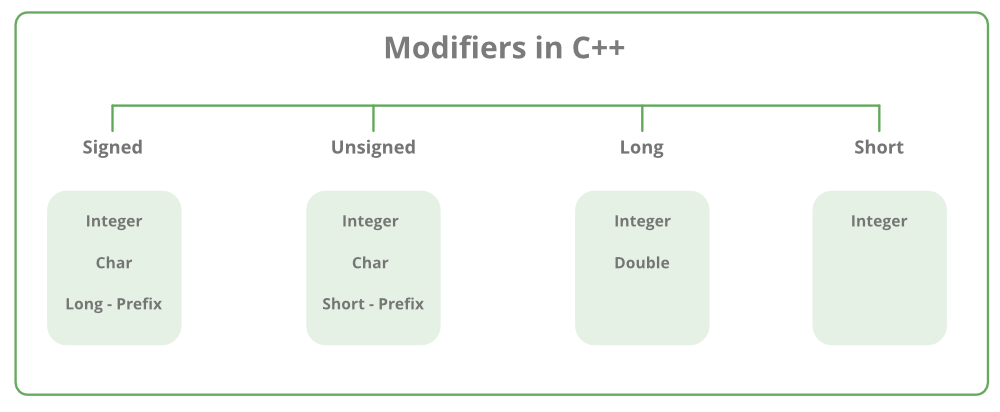 Modifiers in C++
Signed
Unsigned
Long
Short
Integer
Char
Long - Prefix
Integer
Char
Short - Prefix
Integer
Double
Integer